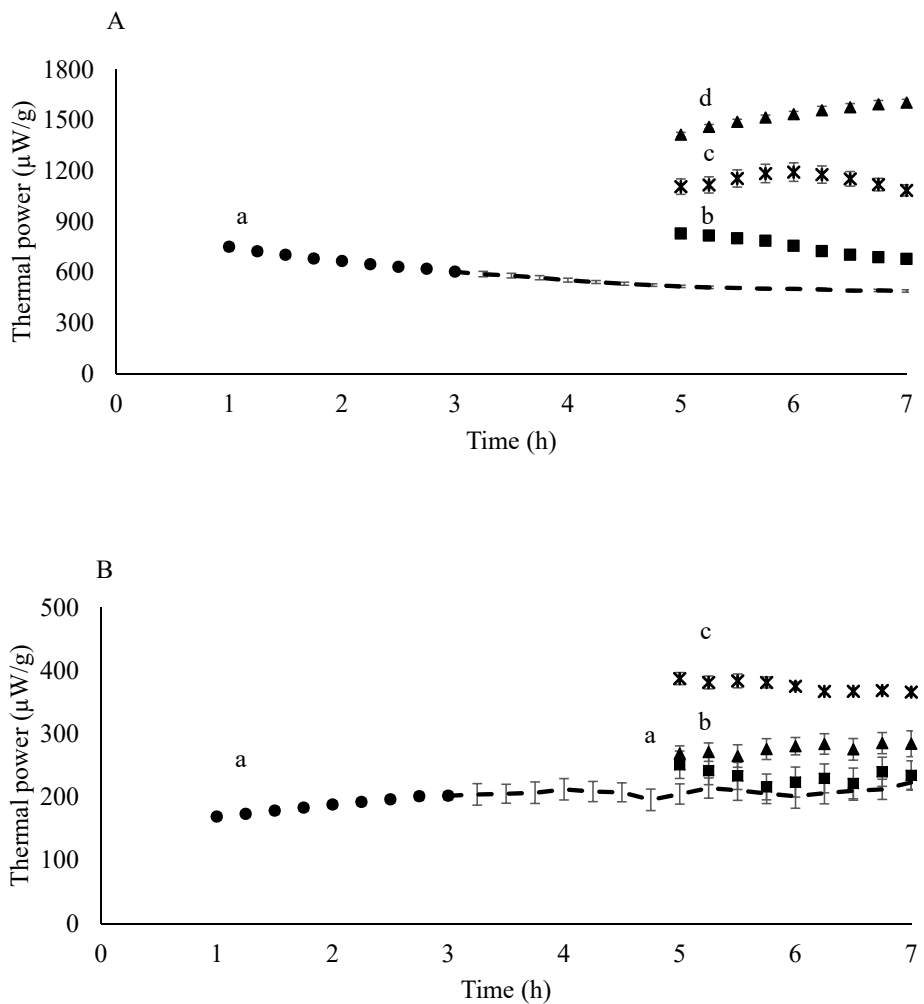 A
1800
1500
1200
900
600
300
0
Thermal power (µW/g)
d
c
b
a
0 1 2 3 4 5 6 7
Time (h)
B
500
400
300
200
100
0
Thermal power (µW/g)
c
a b
a
0 1 2 3 4 5 6 7
Time (h)